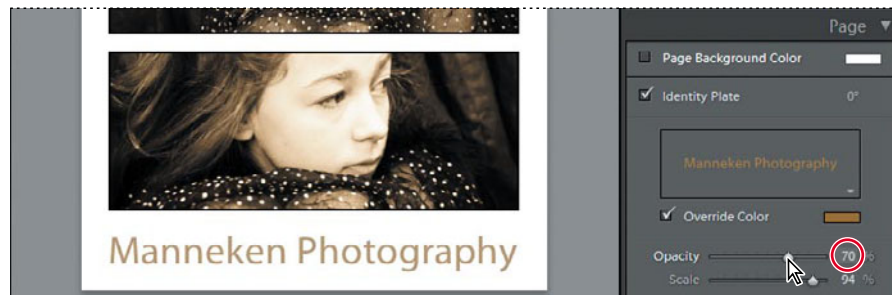 Page
Page Background Color
Identity Plate 0°
Manneken Photography
Override Color
Manneken Photography
Opacity 70 %
Scale 94 %